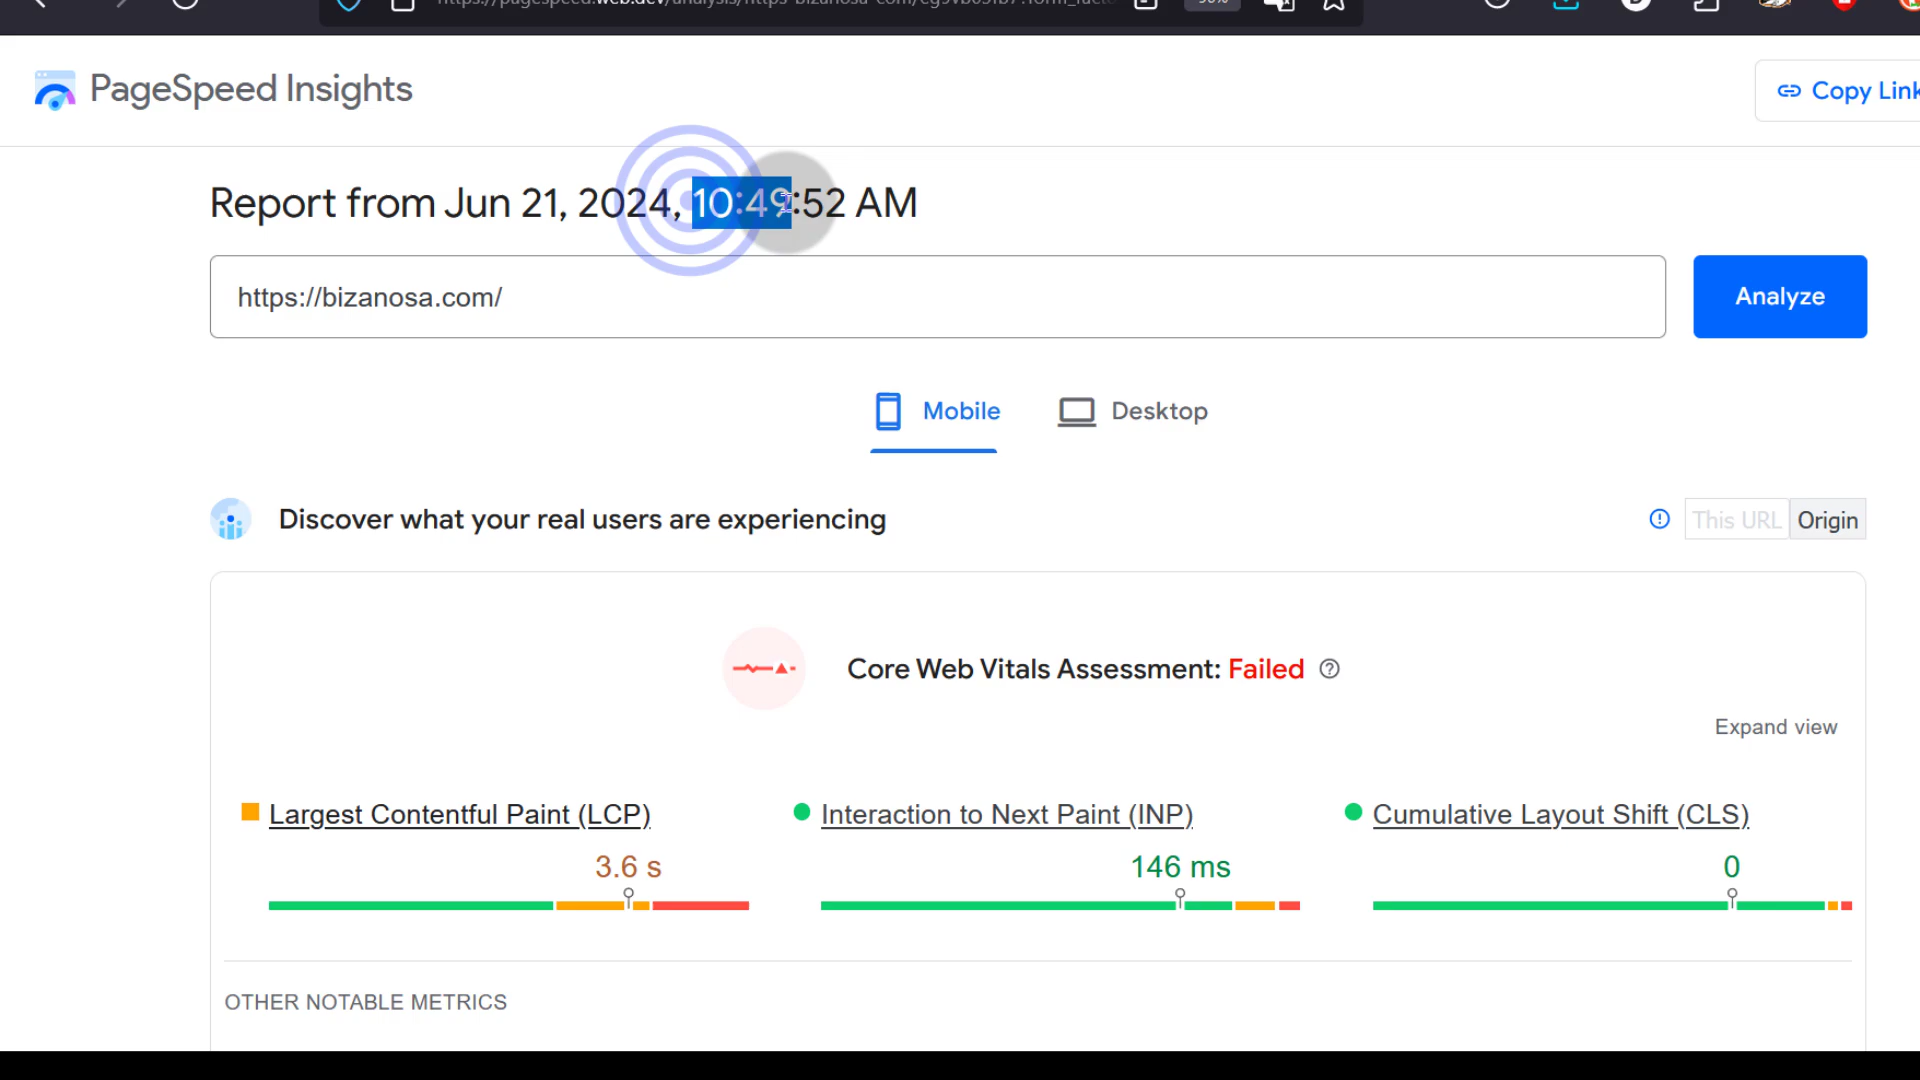 PageSpeed Insights
Copy Link
Report from Jun 21, 2024, 10:49:52 AM
https://bizanosa.com/
Analyze
Mobile
Desktop
Discover what your real users are experiencing
This URL
Origin
Core Web Vitals Assessment: Failed
Expand view
Largest Contentful Paint (LCP)
3.6 s
Interaction to Next Paint (INP)
146 ms
Cumulative Layout Shift (CLS)
0
OTHER NOTABLE METRICS